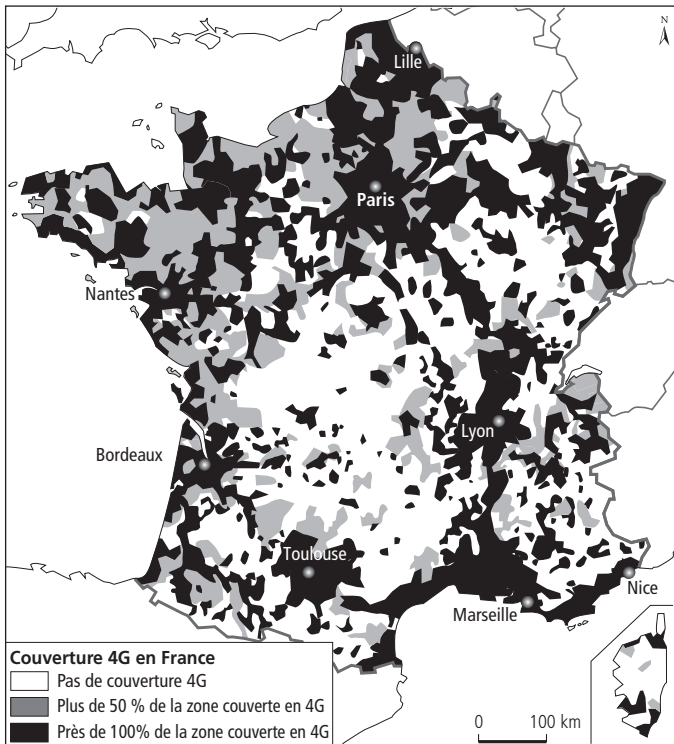 N
Lille
Paris
Nantes
Lyon
Bordeaux
Toulouse
Nice
Marseille
Couverture 4G en France
Pas de couverture 4G
Plus de 50 % de la zone couverte en 4G
Près de 100% de la zone couverte en 4G
0 100 km